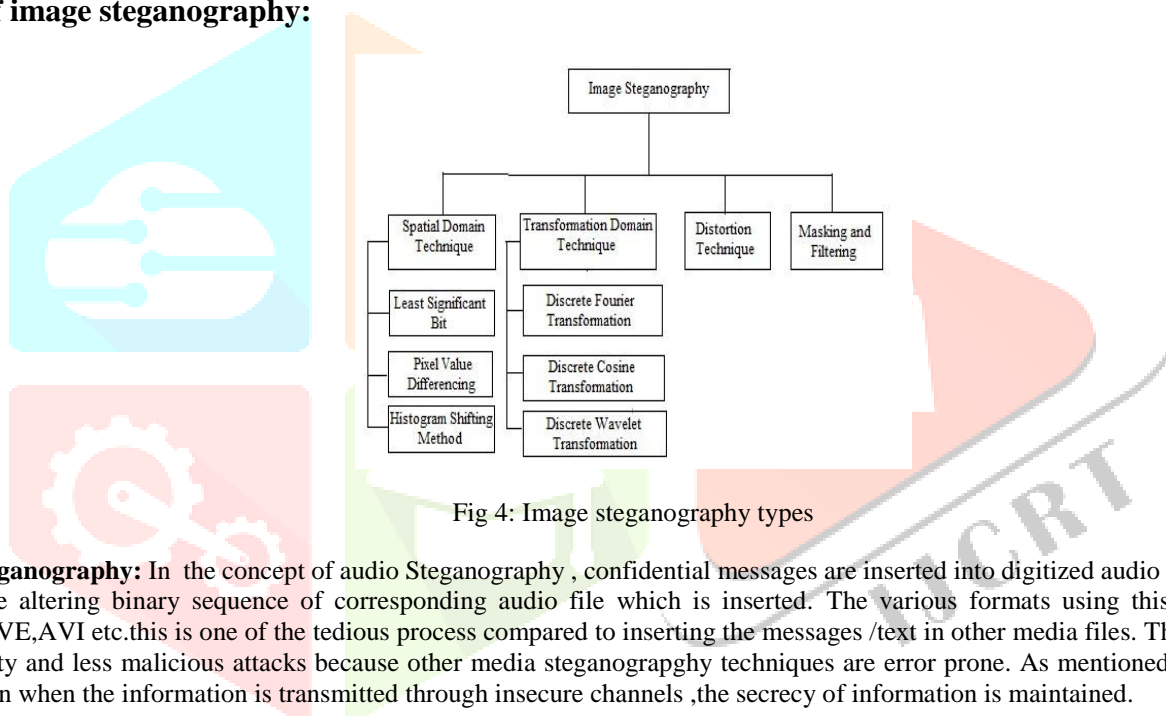 image steganography:
Image Steganography
Spatial Domain
Technique
Transformation Domain
Technique
Distortion
Technique
Masking and
Filtering
Least Significant
Bit
Discrete Fourier
Transformation
Pixel Value
Differencing
Discrete Cosine
Transformation
Histogram Shifting
Method
Discrete Wavelet
Transformation
Fig 4: Image steganography types
IJCRT
eganography: In the concept of audio Steganography , confidential messages are inserted into digitized audio
altering binary sequence of corresponding audio file which is inserted. The various formats using this
VE,AVI etc.this is one of the tedious process compared to inserting the messages /text in other media files. Th
ty and less malicious attacks because other media steganograpghy techniques are error prone. As mentioned
n when the information is transmitted through insecure channels ,the secrecy of information is maintained.